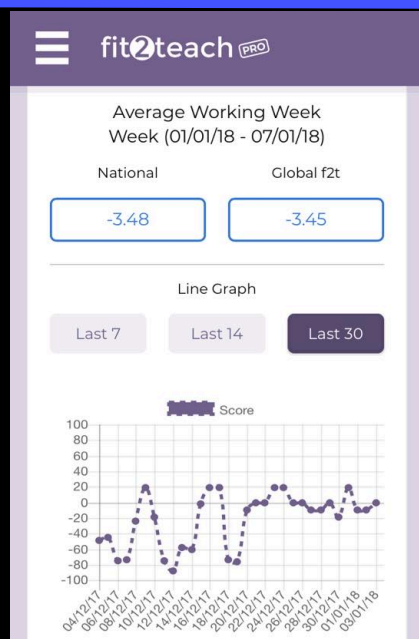 fit2teach PRO
Average Working Week
Week (01/01/18 - 07/01/18)
National
Global f2t
-3.48
-3.45
Line Graph
Last 7
Last 14
Last 30
Score
100
80
60
40
20
0
-20
-40
-60
-80
-100
04/12/17
06/12/17
08/12/17
10/12/17
12/12/17
14/12/17
16/12/17
18/12/17
20/12/17
22/12/17
24/12/17
26/12/17
28/12/17
30/12/17
01/01/18
03/01/18